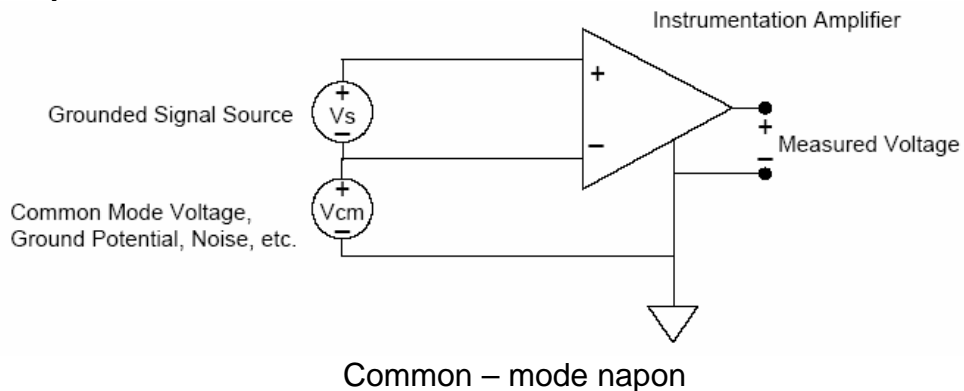 Instrumentation Amplifier
+
Grounded Signal Source
+
Vs
−
+
−
+
Measured Voltage
−
Common Mode Voltage,
Ground Potential, Noise, etc.
+
Vcm
−
Common – mode napon